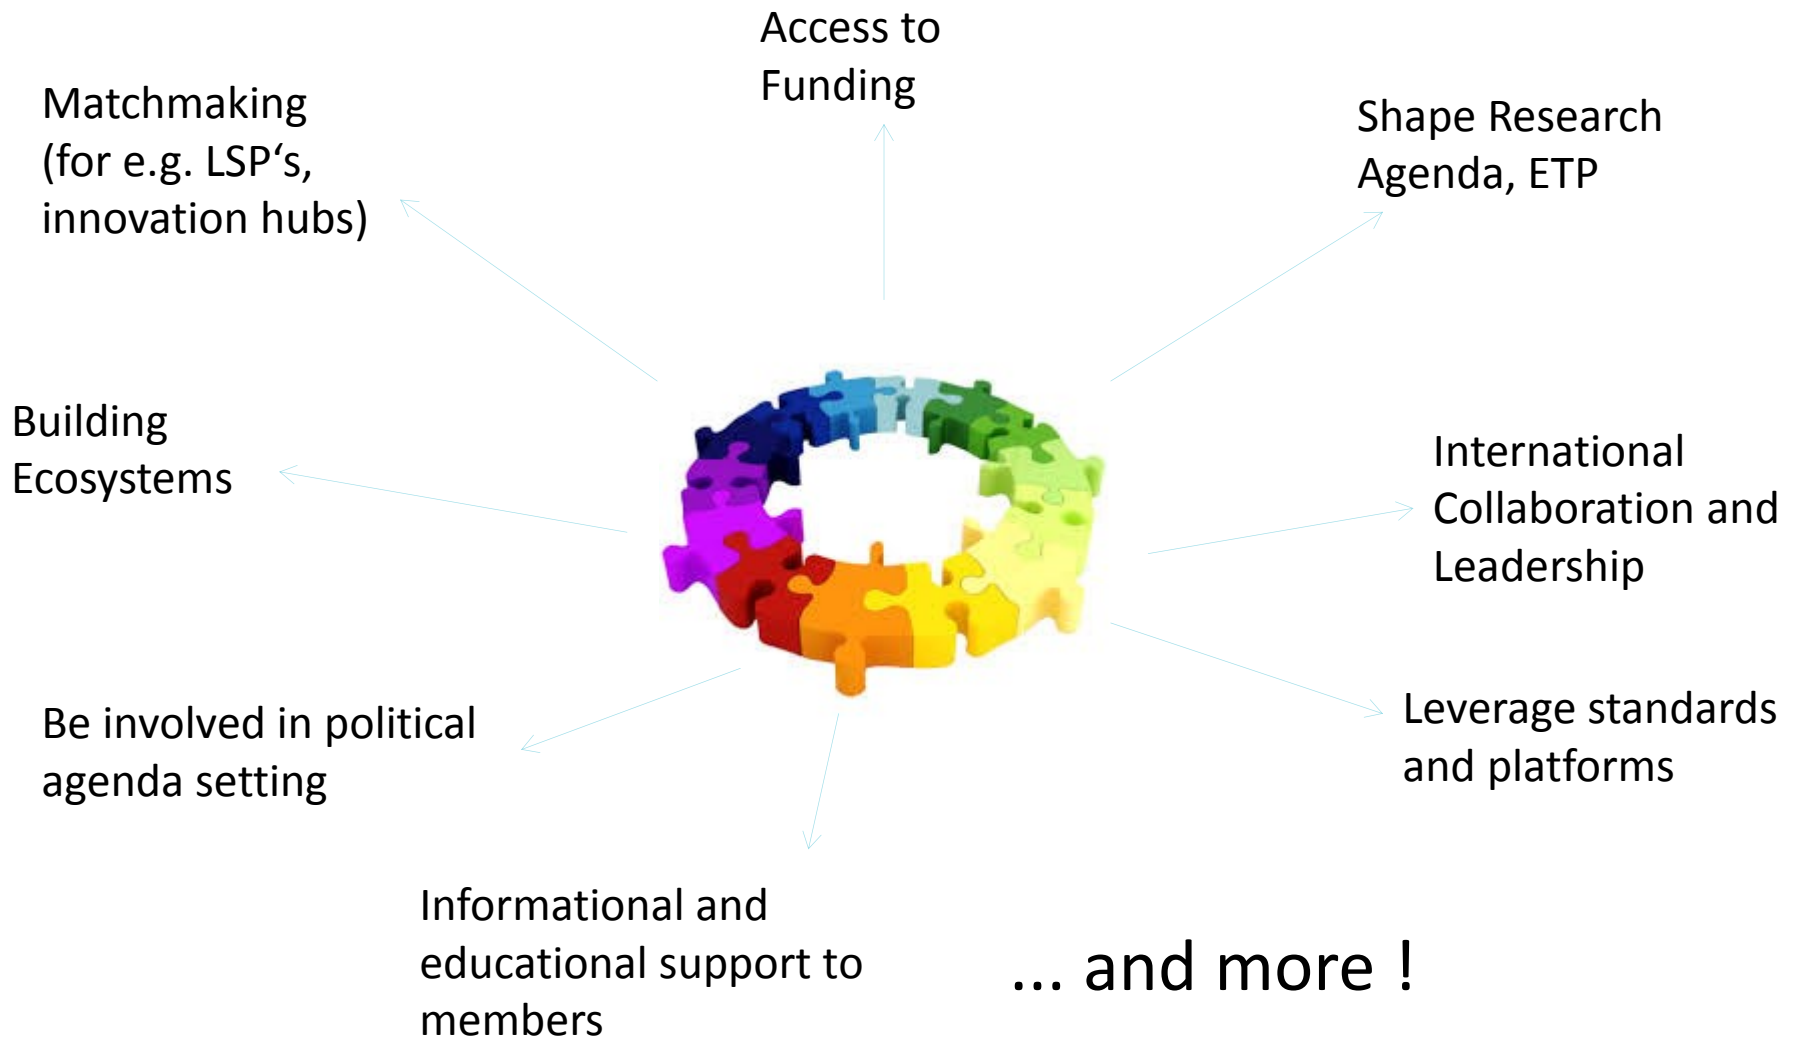 Access to
Funding
Matchmaking
(for e.g. LSP‘s,
innovation hubs)
Shape Research
Agenda, ETP
Building
Ecosystems
International
Collaboration and
Leadership
Be involved in political
agenda setting
Leverage standards
and platforms
Informational and
educational support to
members
... and more !